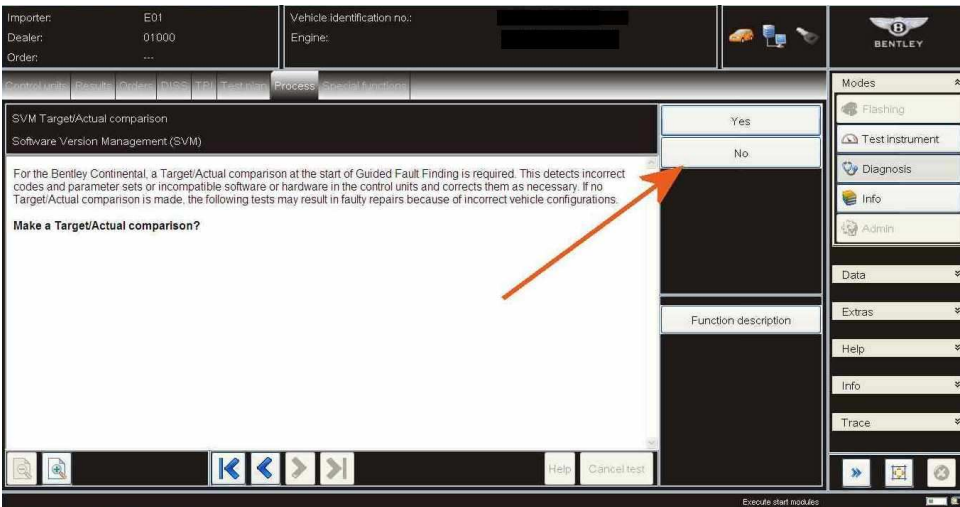 Importer: E01
Dealer: 01000
Order: ---
Vehicle identification no.:
Engine:
BENTLEY
Control units Results Orders DISS TPI Test plan Process Special functions
SVM Target/Actual comparison
Software Version Management (SVM)
For the Bentley Continental, a Target/Actual comparison at the start of Guided Fault Finding is required. This detects incorrect
codes and parameter sets or incompatible software or hardware in the control units and corrects them as necessary. If no
Target/Actual comparison is made, the following tests may result in faulty repairs because of incorrect vehicle configurations.
Make a Target/Actual comparison?
Yes
No
Function description
Help
Cancel test
Modes
Flashing
Test instrument
Diagnosis
Info
Admin
Data
Extras
Help
Info
Trace
Execute start modules